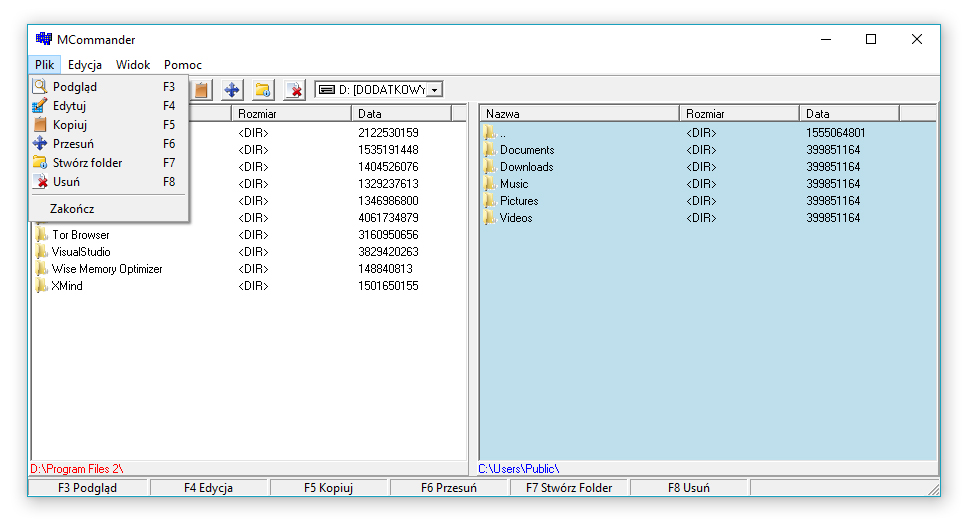 MCommander
Plik Edycja Widok Pomoc
Podgląd F3
Edytuj F4
Kopiuj F5
Przesuń F6
Stwórz folder F7
Usuń F8
Zakończ
D: [DODATKOWY
Rozmiar Data
<DIR> 2122530159
<DIR> 1535191448
<DIR> 1404526076
<DIR> 1329237613
<DIR> 1346986800
<DIR> 4061734879
Tor Browser <DIR> 3160950656
VisualStudio <DIR> 3829420263
Wise Memory Optimizer <DIR> 148840813
XMind <DIR> 1501650155
D:\Program Files 2\
Nazwa Rozmiar Data
.. <DIR> 1555064801
Documents <DIR> 399851164
Downloads <DIR> 399851164
Music <DIR> 399851164
Pictures <DIR> 399851164
Videos <DIR> 399851164
C:\Users\Public\
F3 Podgląd F4 Edycja F5 Kopiuj F6 Przesuń F7 Stwórz Folder F8 Usuń